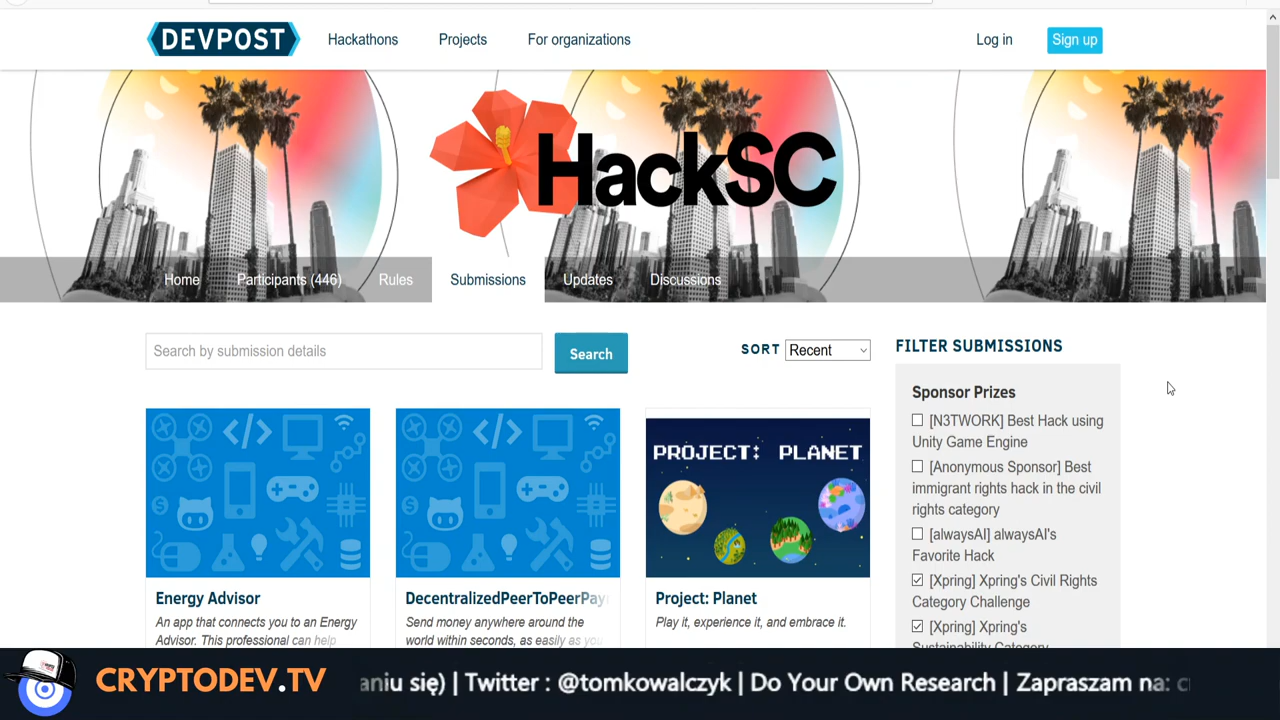 DEVPOST
Hackathons
Projects
For organizations
Log in
Sign up
HackSC
Home
Participants (446)
Rules
Submissions
Updates
Discussions
Search by submission details
Search
SORT
Recent
FILTER SUBMISSIONS
Sponsor Prizes
[N3TWORK] Best Hack using
Unity Game Engine
[Anonymous Sponsor] Best
immigrant rights hack in the civil
rights category
[alwaysAI] alwaysAI's
Favorite Hack
[Xpring] Xpring's Civil Rights
Category Challenge
[Xpring] Xpring's
Sustainability Category
PROJECT: PLANET
Energy Advisor
An app that connects you to an Energy
Advisor. This professional can help
DecentralizedPeerToPeerPay
Send money anywhere around the
world within seconds, as easily as you
Project: Planet
Play it, experience it, and embrace it.
CRYPTODEV.TV
aniu się) | Twitter : @tomkowalczyk | Do Your Own Research | Zapraszam na: